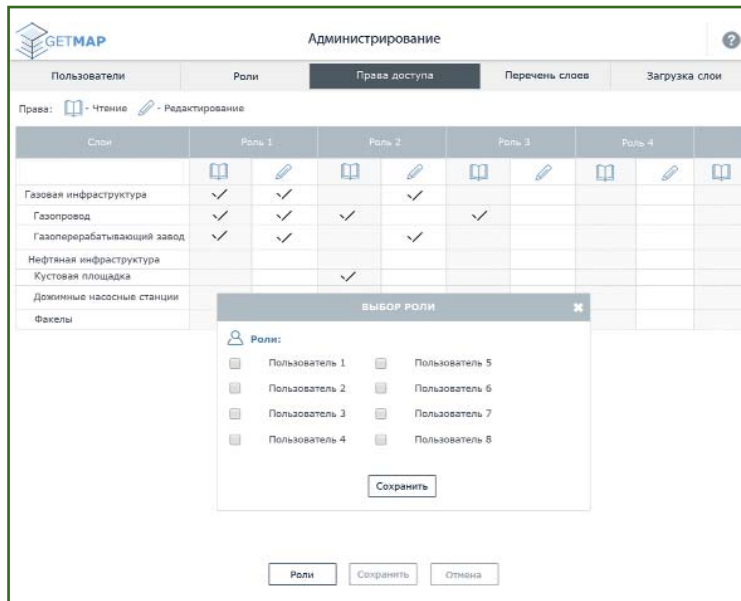 GETMAP
Администрирование
?
Пользователи Роли Права доступа Перечень слоев Загрузка слои
Права: - Чтение - Редактирование
Слои Роль 1 Роль 2 Роль 3 Роль 4
Газовая инфраструктура
Газопровод
Газоперерабатывающий завод
Нефтяная инфраструктура
Кустовая площадка
Дожимные насосные станции
Факелы
ВЫБОР РОЛИ
Роли:
Пользователь 1 Пользователь 5
Пользователь 2 Пользователь 6
Пользователь 3 Пользователь 7
Пользователь 4 Пользователь 8
Сохранить
Роли Сохранить Отмена